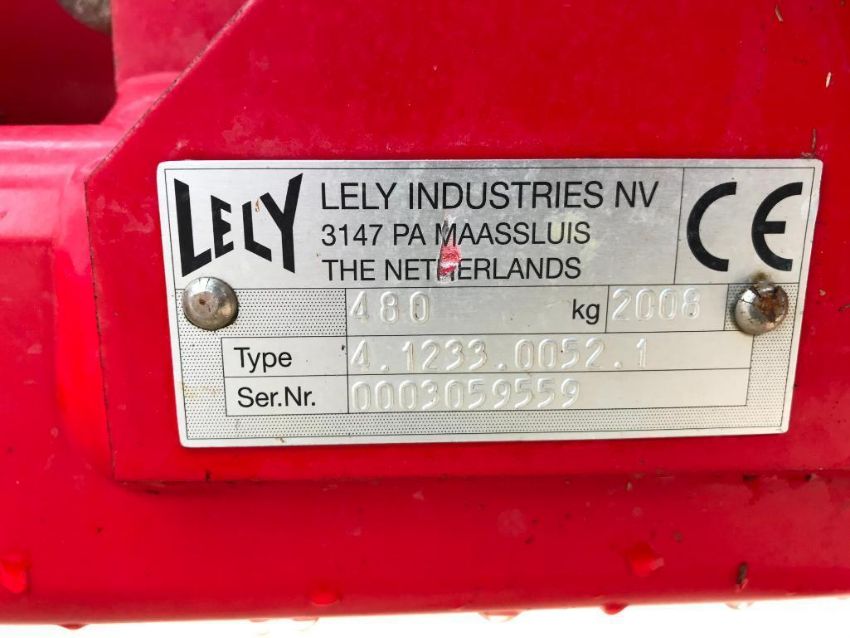 LELY
LELY INDUSTRIES NV
3147 PA MAASSLUIS
THE NETHERLANDS
CE
480 kg 2008
Type 4.1233.0052.1
Ser.Nr. 0003059559